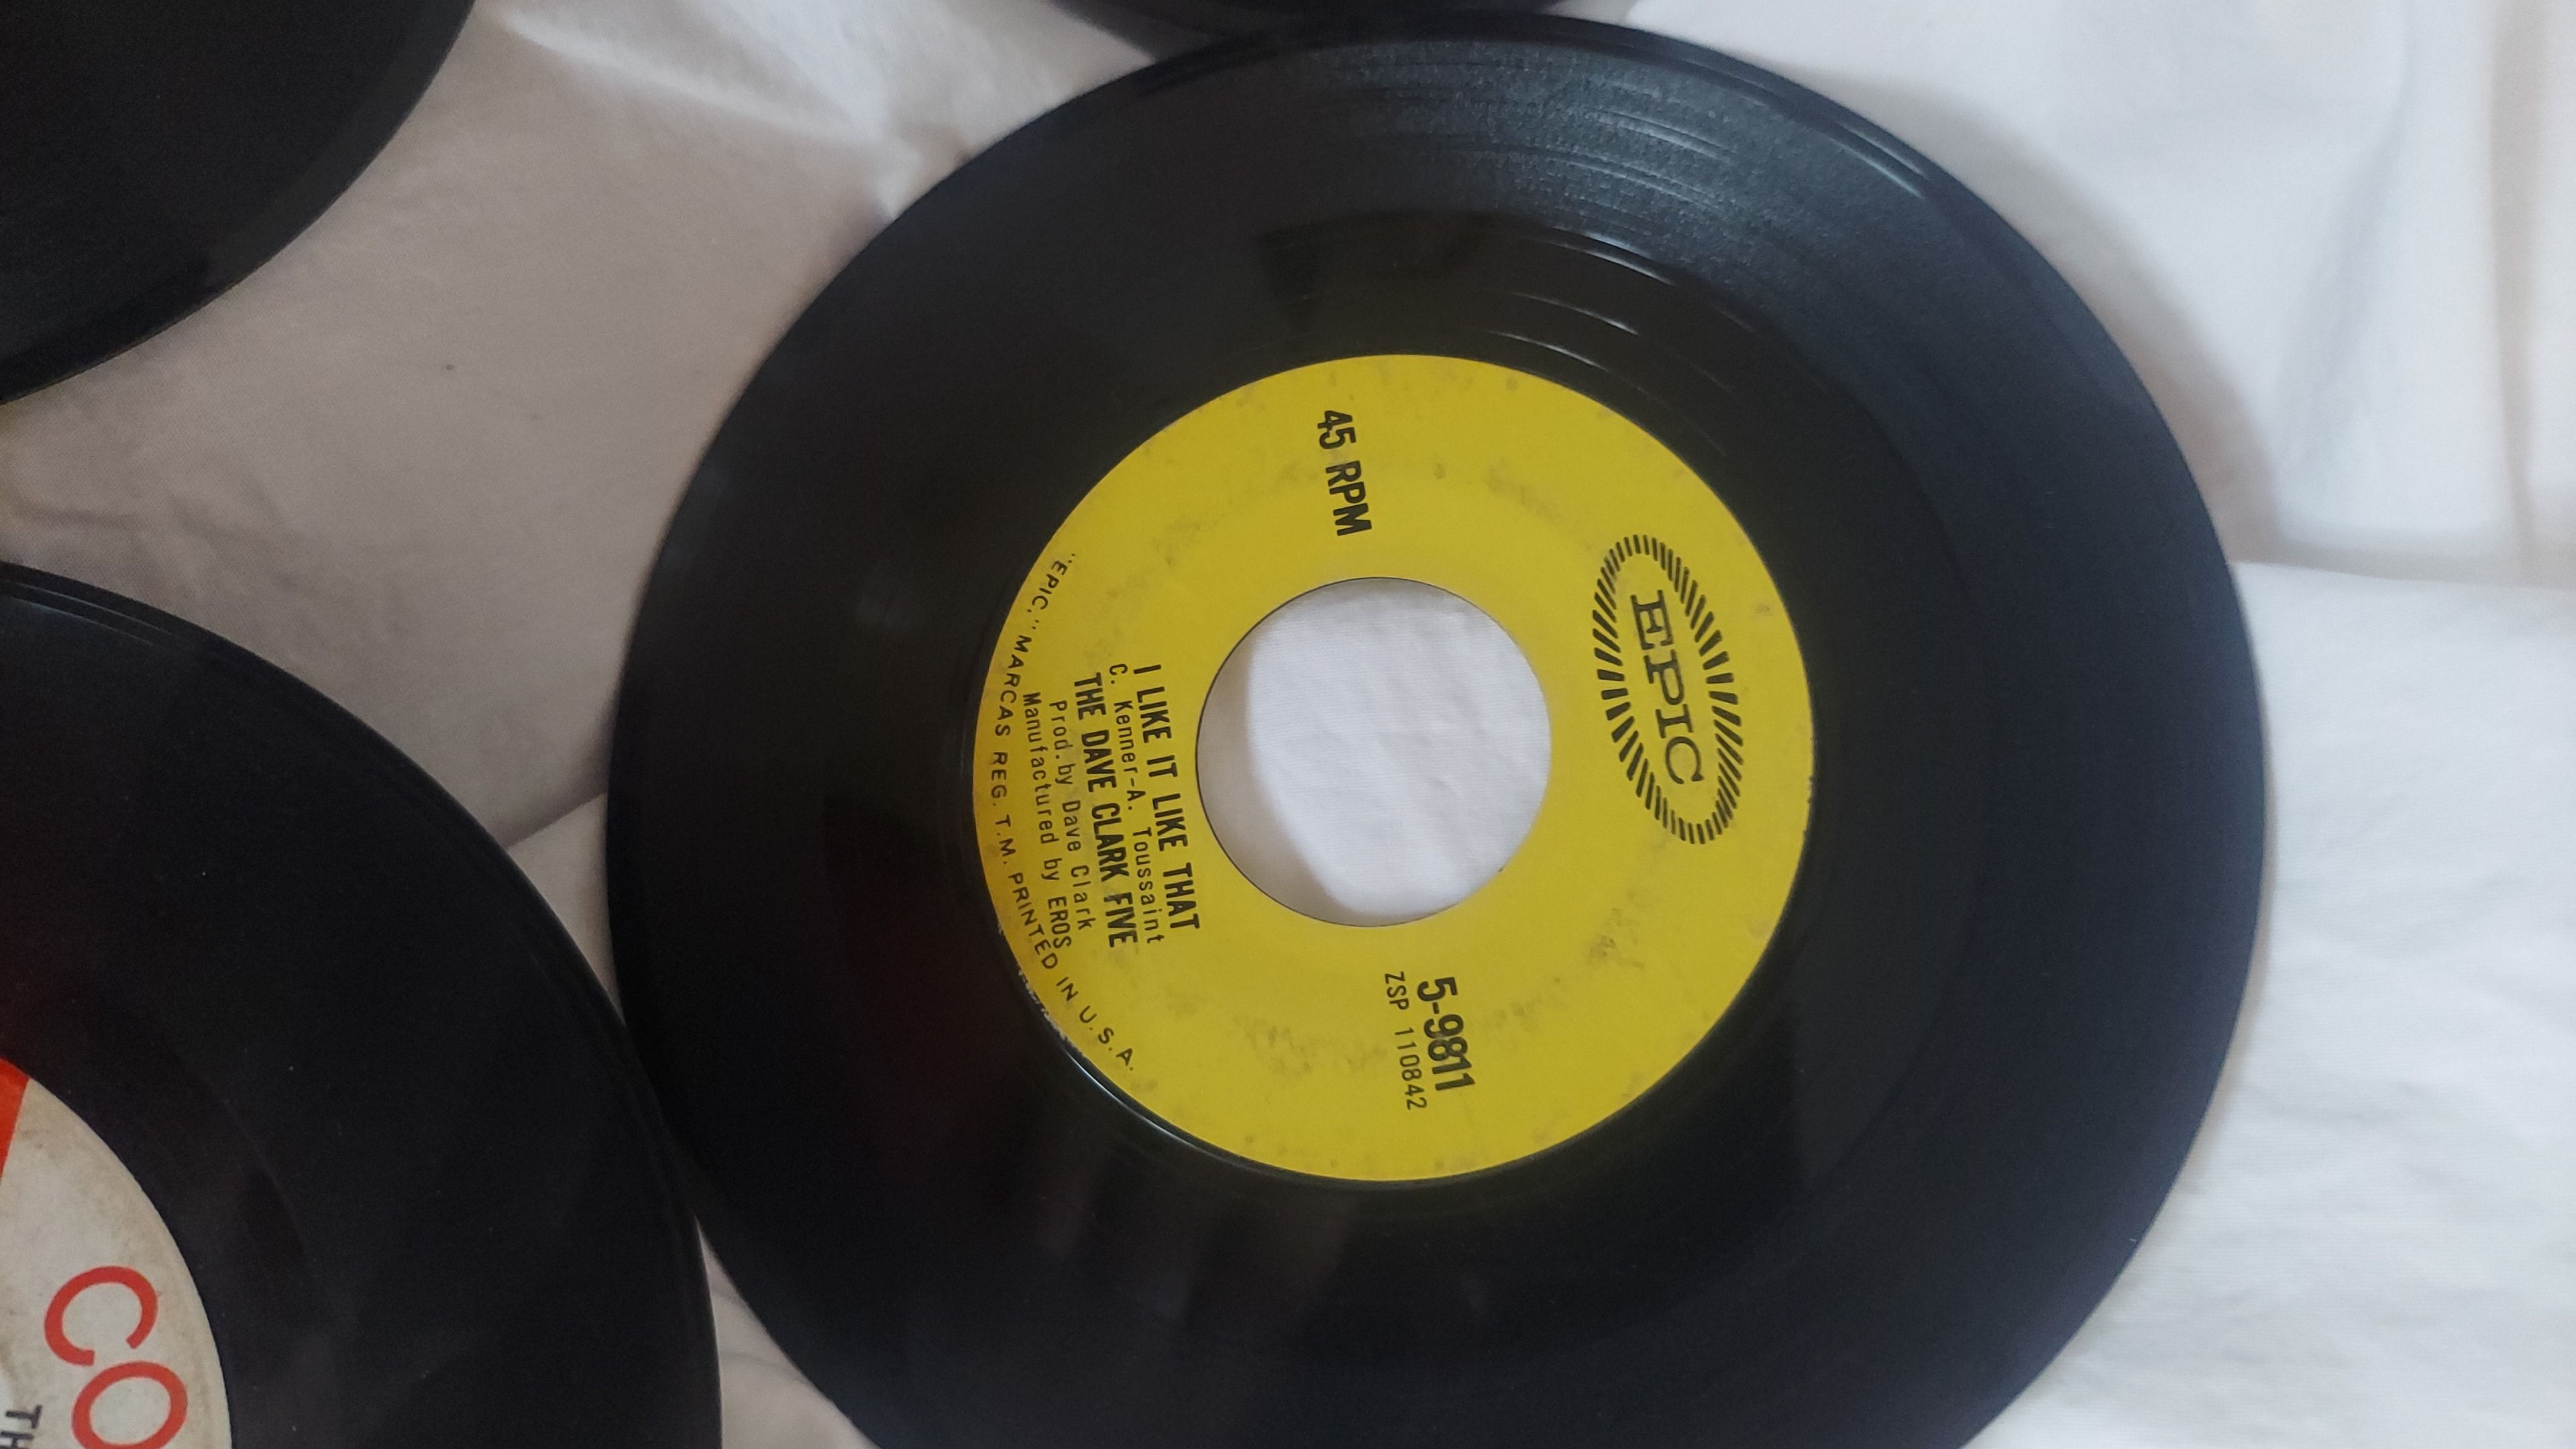 EPIC
45 RPM
5-9811
ZSP 110842
I LIKE IT LIKE THAT
C. Kenner-A. Toussaint
THE DAVE CLARK FIVE
Prod. by Dave Clark
Manufactured by EROS
"EPIC," MARCAS REG. T.M. PRINTED IN U.S.A.
CO
TH